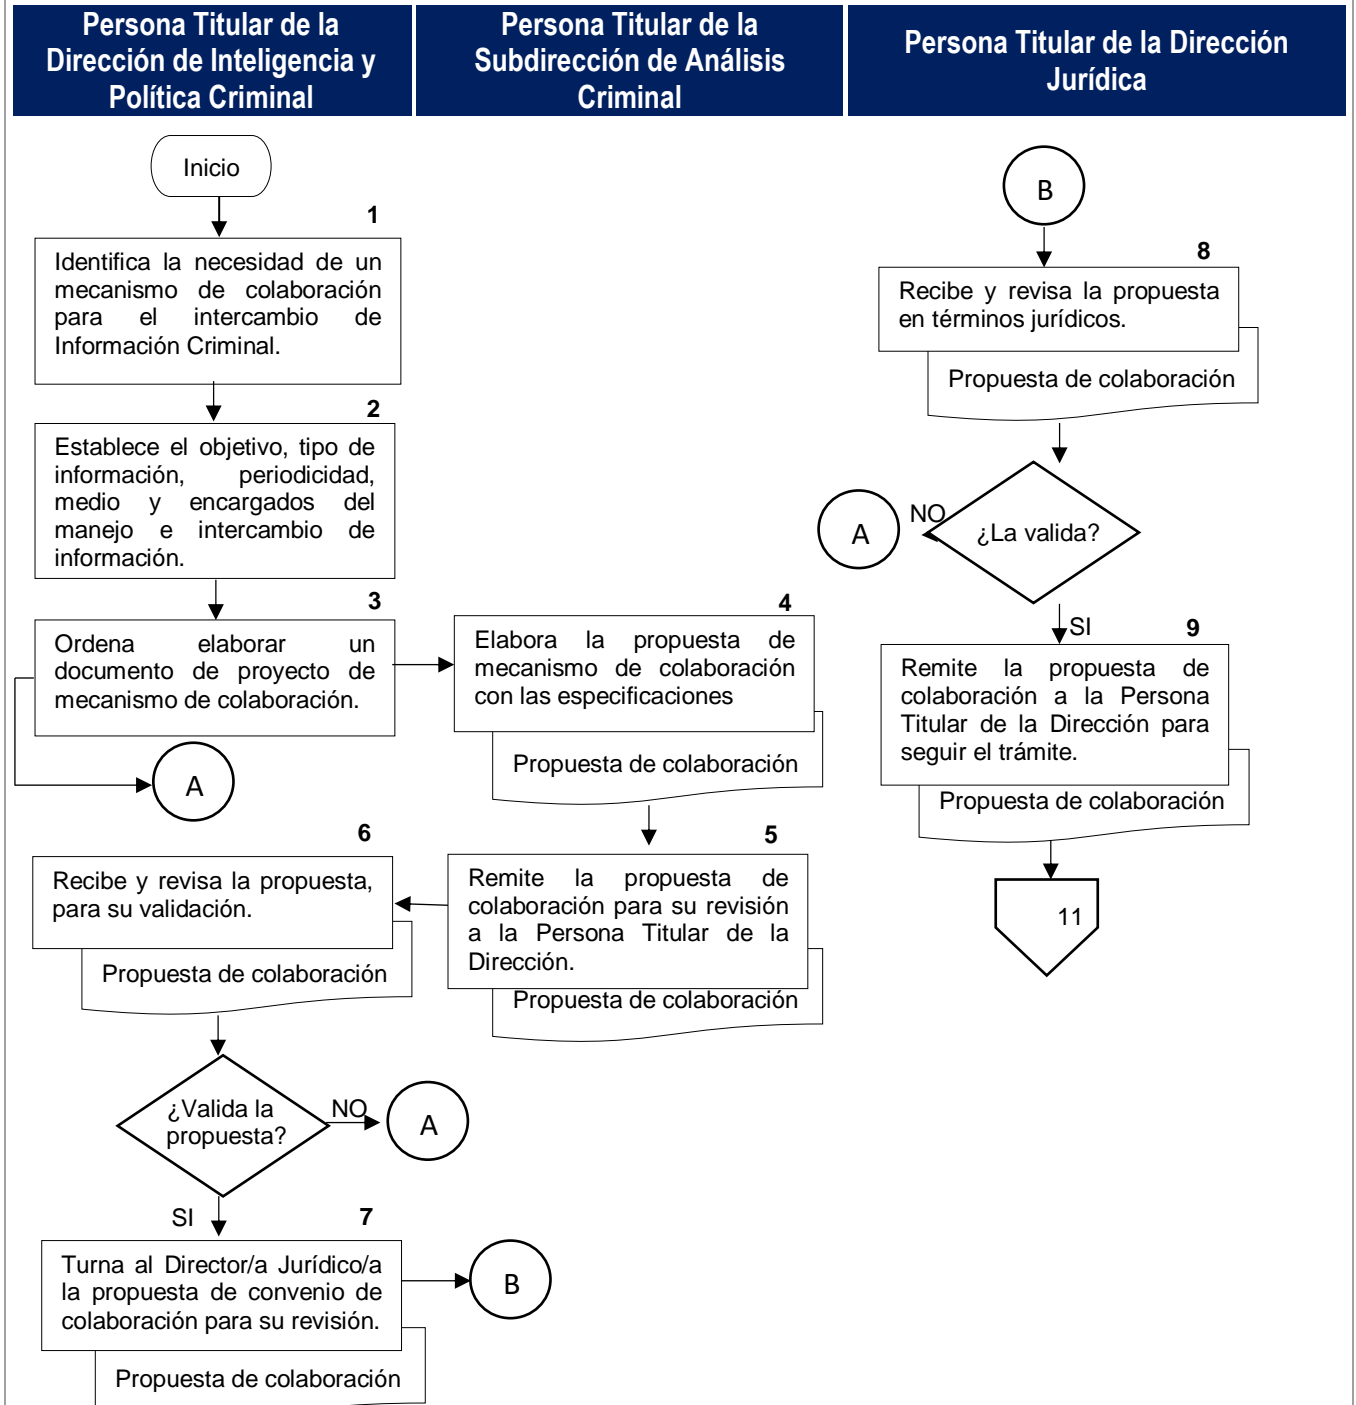 Persona Titular de la
Dirección de Inteligencia y
Política Criminal
Persona Titular de la
Subdirección de Análisis
Criminal
Persona Titular de la Dirección
Jurídica
Inicio
1
Identifica la necesidad de un
mecanismo de colaboración
para el intercambio de
Información Criminal.
2
Establece el objetivo, tipo de
información, periodicidad,
medio y encargados del
manejo e intercambio de
información.
3
Ordena elaborar un
documento de proyecto de
mecanismo de colaboración.
A
4
Elabora la propuesta de
mecanismo de colaboración
con las especificaciones
Propuesta de colaboración
5
Remite la propuesta de
colaboración para su revisión
a la Persona Titular de la
Dirección.
Propuesta de colaboración
6
Recibe y revisa la propuesta,
para su validación.
Propuesta de colaboración
¿Valida la
propuesta?
NO
A
SI
7
Turna al Director/a Jurídico/a
la propuesta de convenio de
colaboración para su revisión.
Propuesta de colaboración
B
B
8
Recibe y revisa la propuesta
en términos jurídicos.
Propuesta de colaboración
¿La valida?
NO
A
SI
9
Remite la propuesta de
colaboración a la Persona
Titular de la Dirección para
seguir el trámite.
Propuesta de colaboración
11